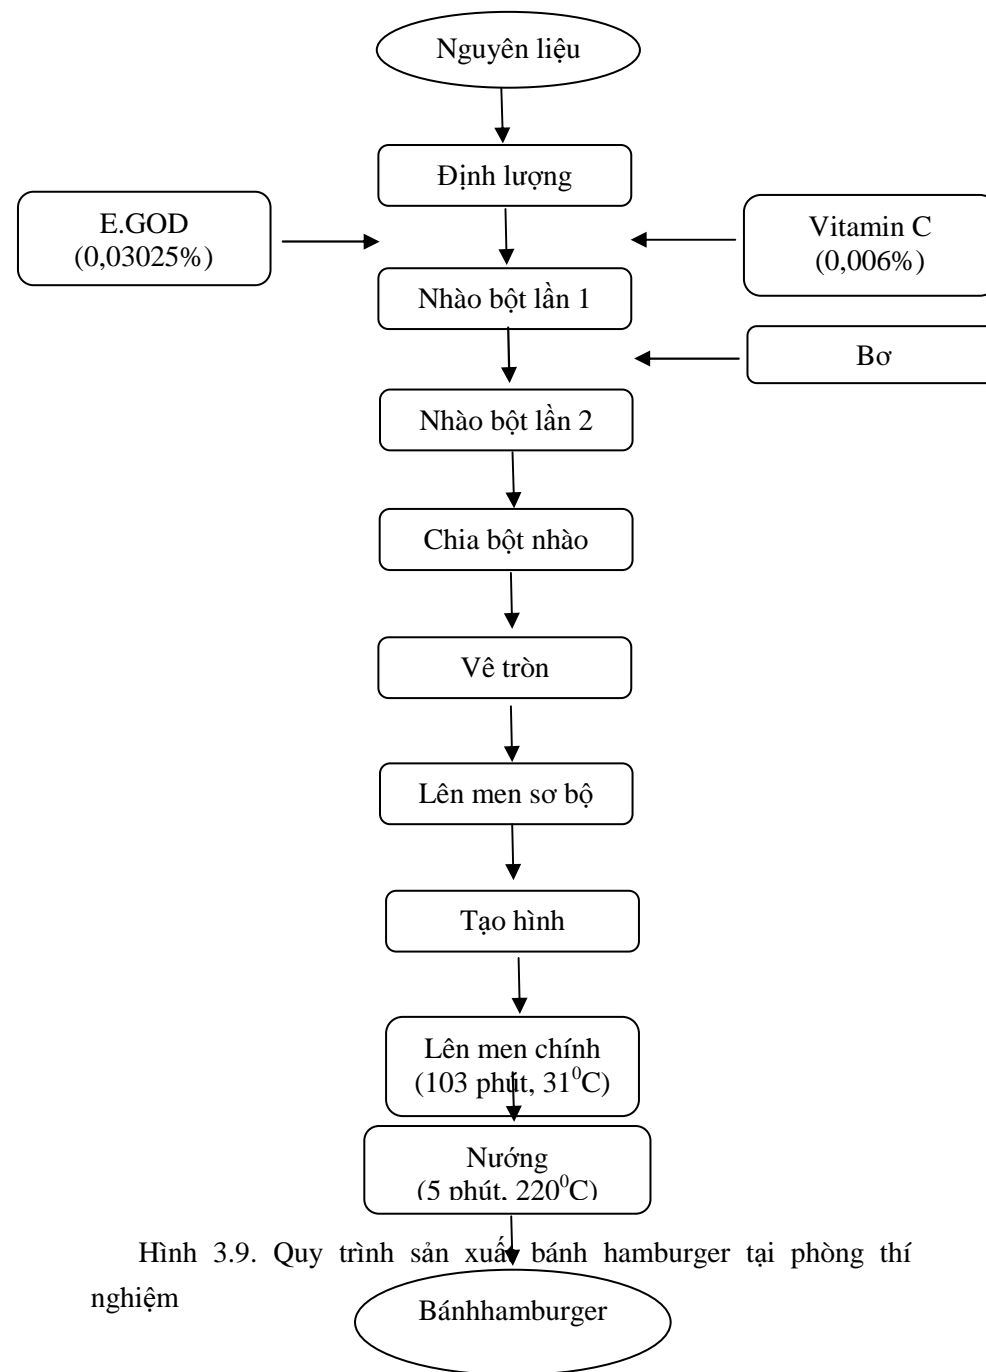 Nguyên liệu
Định lượng
E.GOD
(0,03025%)
Vitamin C
(0,006%)
Nhào bột lần 1
Bơ
Nhào bột lần 2
Chia bột nhào
Vê tròn
Lên men sơ bộ
Tạo hình
Lên men chính
(103 phút, 31⁰C)
Nướng
(5 phút, 220⁰C)
Hình 3.9. Quy trình sản xuất bánh hamburger tại phòng thí
nghiệm
Bánhhamburger